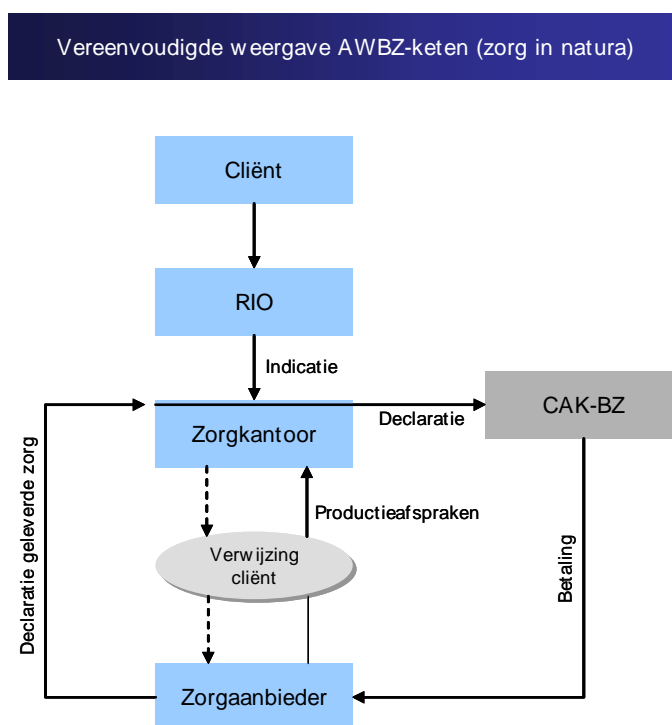 Vereenvoudigde weergave AWBZ-keten (zorg in natura)
Cliënt
RIO
Indicatie
Zorgkantoor
Declaratie
CAK-BZ
Productieafspraken
Verwijzing
cliënt
Declaratie geleverde zorg
Betaling
Zorgaanbieder